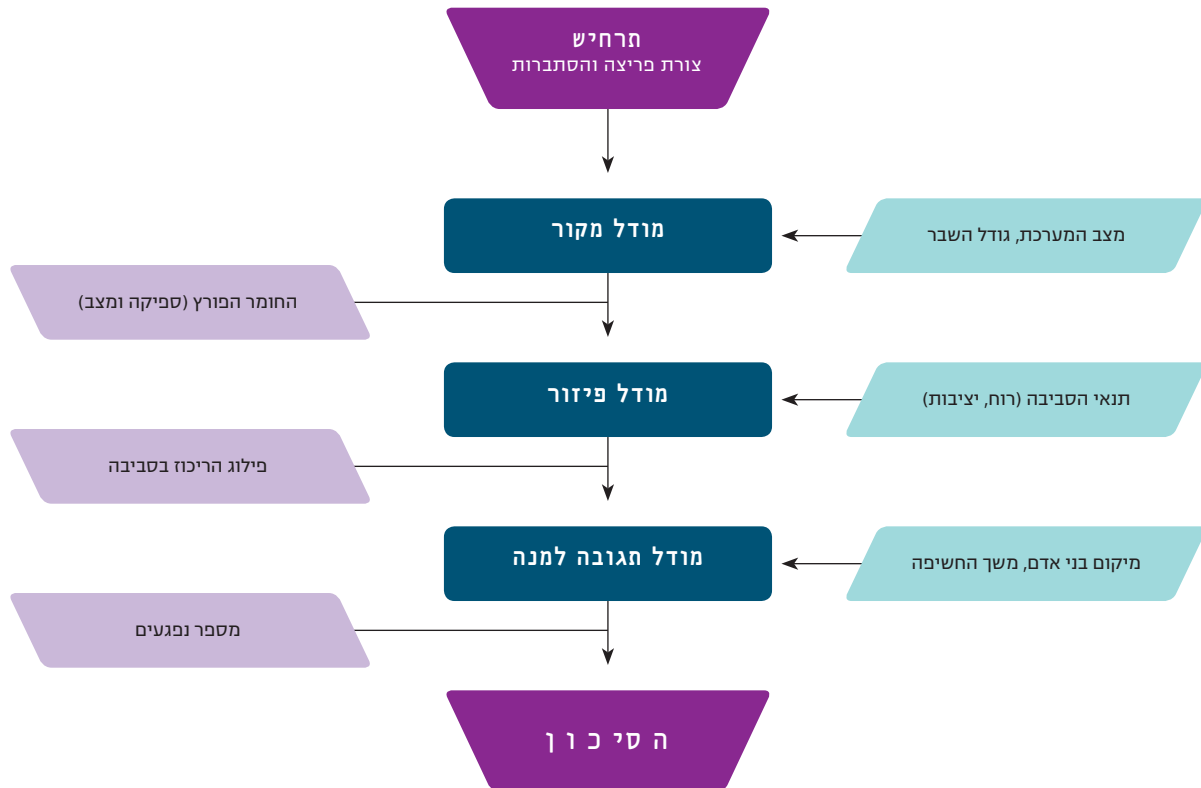 תרחיש
צורת פריצה והסתברות
מודל מקור
מצב המערכת, גודל השבר
החומר הפורץ (ספיקה ומצב)
מודל פיזור
תנאי הסביבה (רוח, יציבות)
פילוג הריכוז בסביבה
מודל תגובה למנה
מיקום בני אדם, משך החשיפה
מספר נפגעים
הסיכון